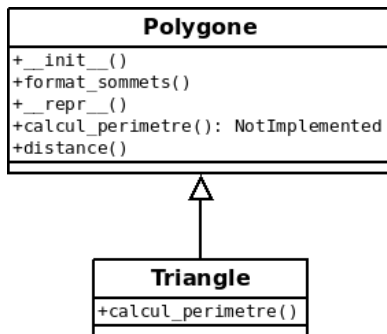 Polygone
+__init__()
+format_sommets()
+__repr__()
+calcul_perimetre(): NotImplemented
+distance()
Triangle
+calcul_perimetre()